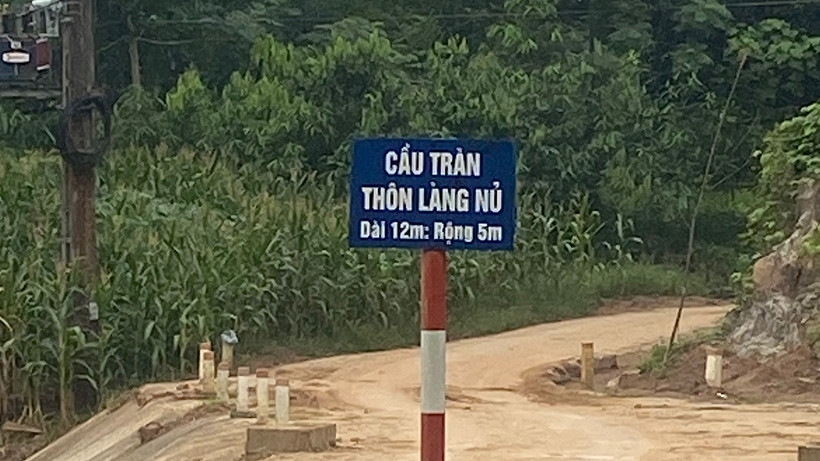 CẦU TRÀN
THÔN LÀNG NỦ
Dài 12m: Rộng 5m